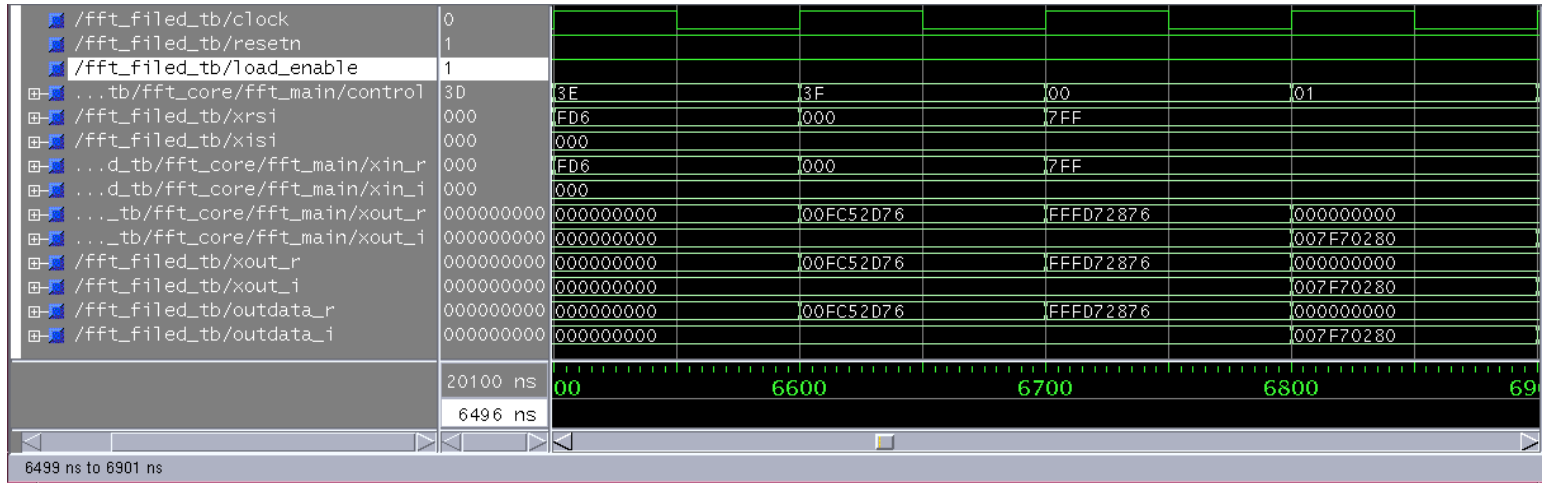 /fft_filed_tb/clock 0
/fft_filed_tb/resetn 1
/fft_filed_tb/load_enable 1
...tb/fft_core/fft_main/control 3D 3E 3F 00 01
/fft_filed_tb/xrsi 000 FD6 000 7FF
/fft_filed_tb/xisi 000 000
...d_tb/fft_core/fft_main/xin_r 000 FD6 000 7FF
...d_tb/fft_core/fft_main/xin_i 000 000
..._tb/fft_core/fft_main/xout_r 000000000 000000000 00FC52D76 FFFD72876 000000000
..._tb/fft_core/fft_main/xout_i 000000000 000000000 007F70280
/fft_filed_tb/xout_r 000000000 000000000 00FC52D76 FFFD72876 000000000
/fft_filed_tb/xout_i 000000000 000000000 007F70280
/fft_filed_tb/outdata_r 000000000 000000000 00FC52D76 FFFD72876 000000000
/fft_filed_tb/outdata_i 000000000 000000000 007F70280
20100 ns 00 6600 6700 6800 69
6496 ns
6499 ns to 6901 ns